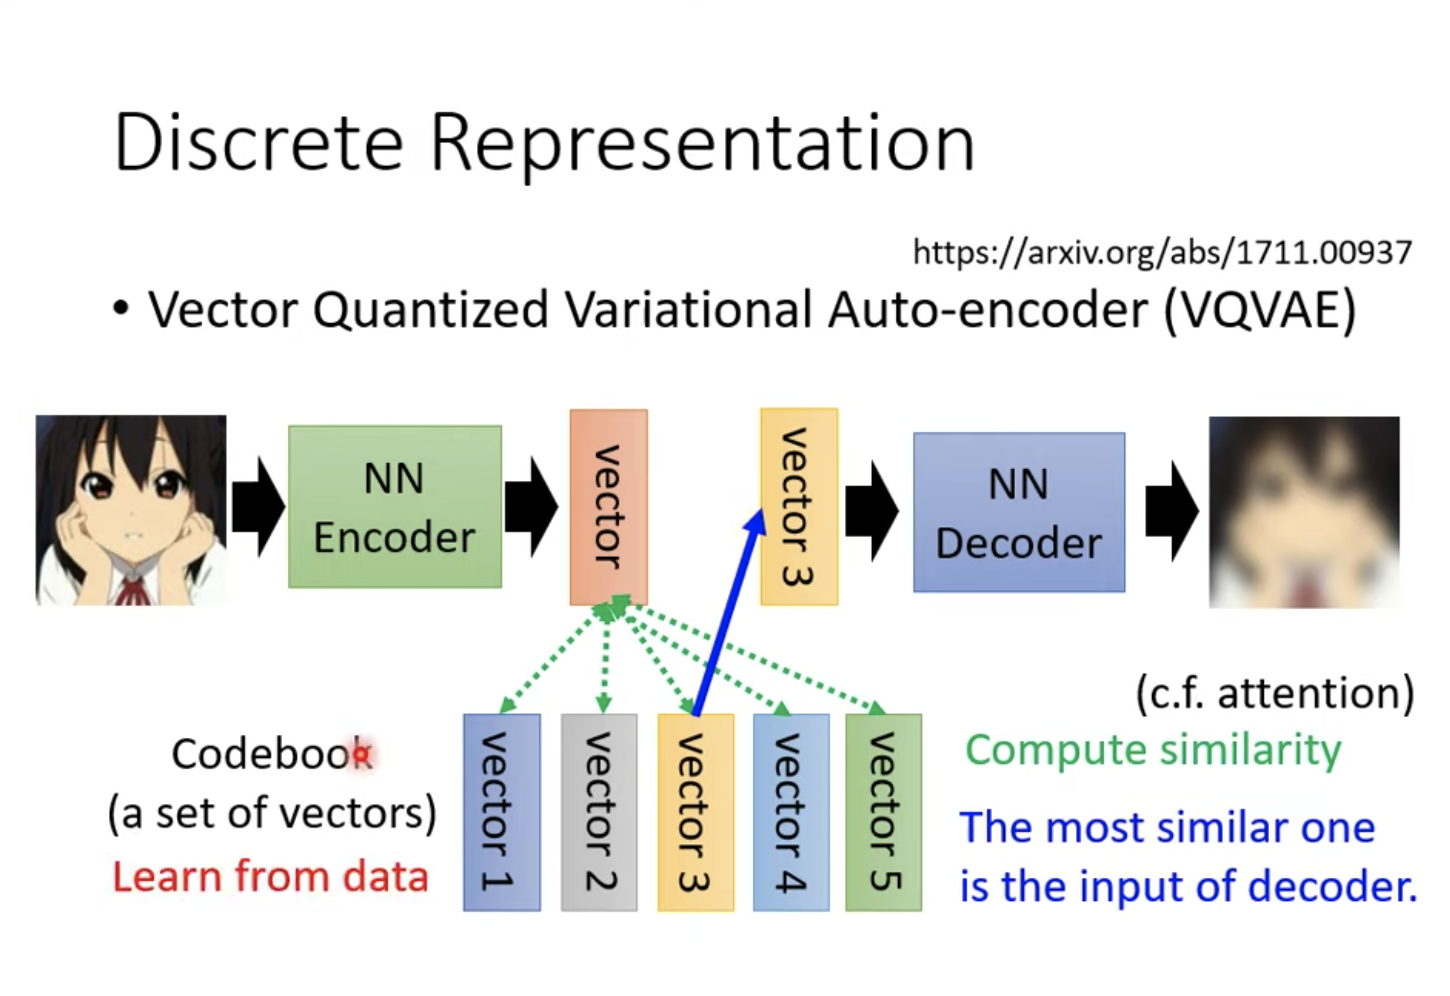 Discrete Representation
https://arxiv.org/abs/1711.00937
• Vector Quantized Variational Auto-encoder (VQVAE)
NN
Encoder
vector
vector 3
NN
Decoder
(c.f. attention)
Codebook
(a set of vectors)
Learn from data
vector 1
vector 2
vector 3
vector 4
vector 5
Compute similarity
The most similar one
is the input of decoder.